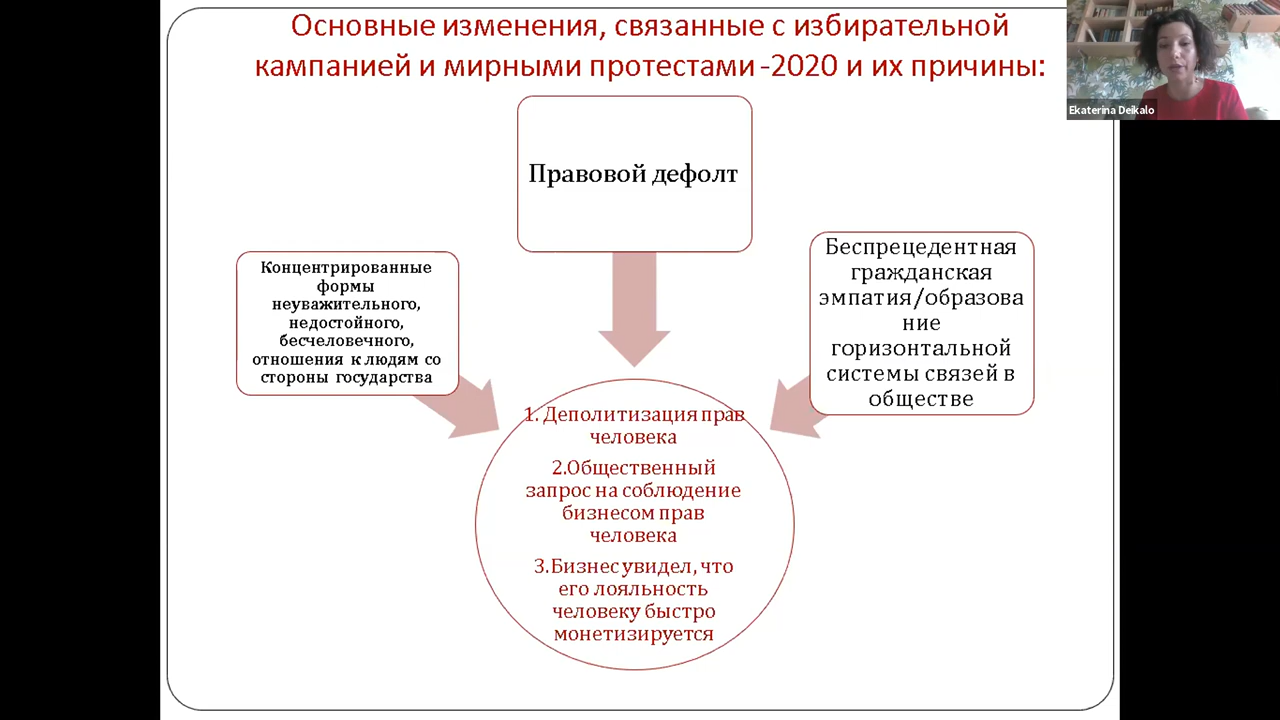 Основные изменения, связанные с избирательной
кампанией и мирными протестами -2020 и их причины:
Ekaterina Deikalo
Правовой дефолт
Концентрированные
формы
неуважительного,
недостойного,
бесчеловечного,
отношения к людям со
стороны государства
Беспрецедентная
гражданская
эмпатия/образова
ние
горизонтальной
системы связей в
обществе
1. Деполитизация прав
человека
2.Общественный
запрос на соблюдение
бизнесом прав
человека
3.Бизнес увидел, что
его лояльность
человеку быстро
монетизируется